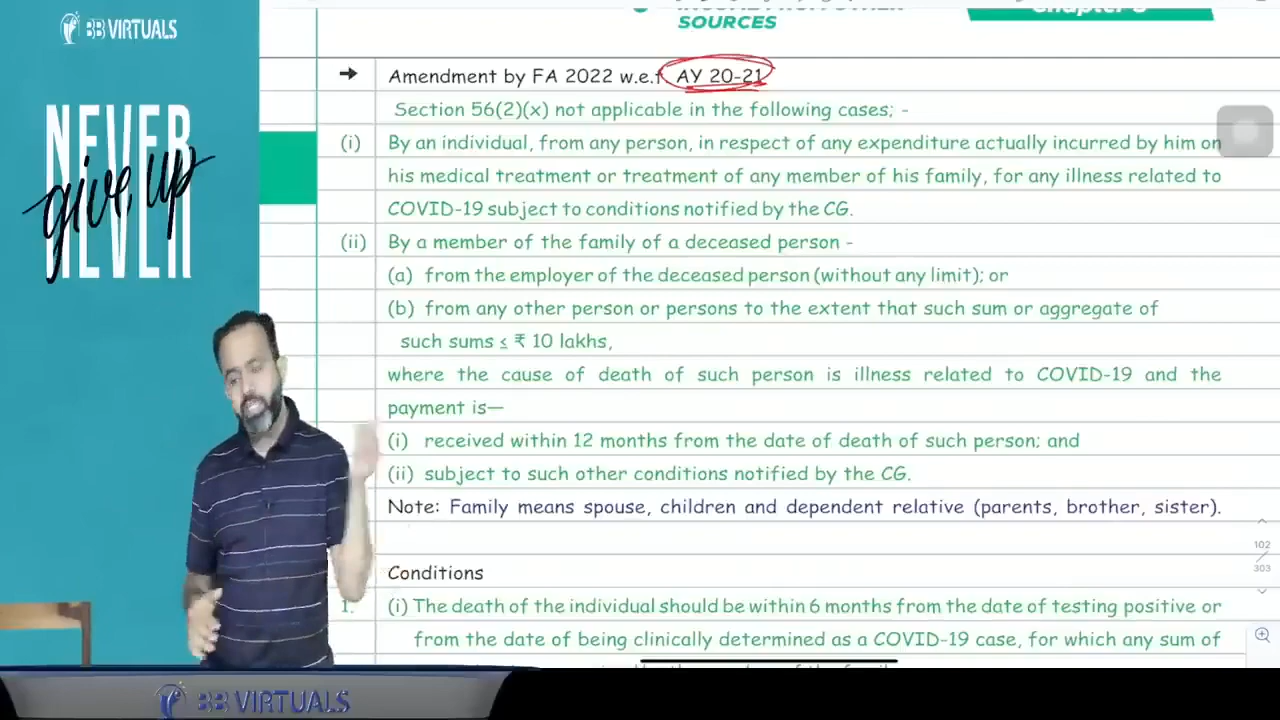 BB VIRTUALS
NEVER
give up
NEVER
SOURCES
Amendment by FA 2022 w.e.f AY 20-21
Section 56(2)(x) not applicable in the following cases; -
(i) By an individual, from any person, in respect of any expenditure actually incurred by him on
his medical treatment or treatment of any member of his family, for any illness related to
COVID-19 subject to conditions notified by the CG.
(ii) By a member of the family of a deceased person -
(a) from the employer of the deceased person (without any limit); or
(b) from any other person or persons to the extent that such sum or aggregate of
such sums ≤ ₹ 10 lakhs,
where the cause of death of such person is illness related to COVID-19 and the
payment is—
(i) received within 12 months from the date of death of such person; and
(ii) subject to such other conditions notified by the CG.
Note: Family means spouse, children and dependent relative (parents, brother, sister).
102
303
Conditions
1. (i) The death of the individual should be within 6 months from the date of testing positive or
from the date of being clinically determined as a COVID-19 case, for which any sum of
BB VIRTUALS